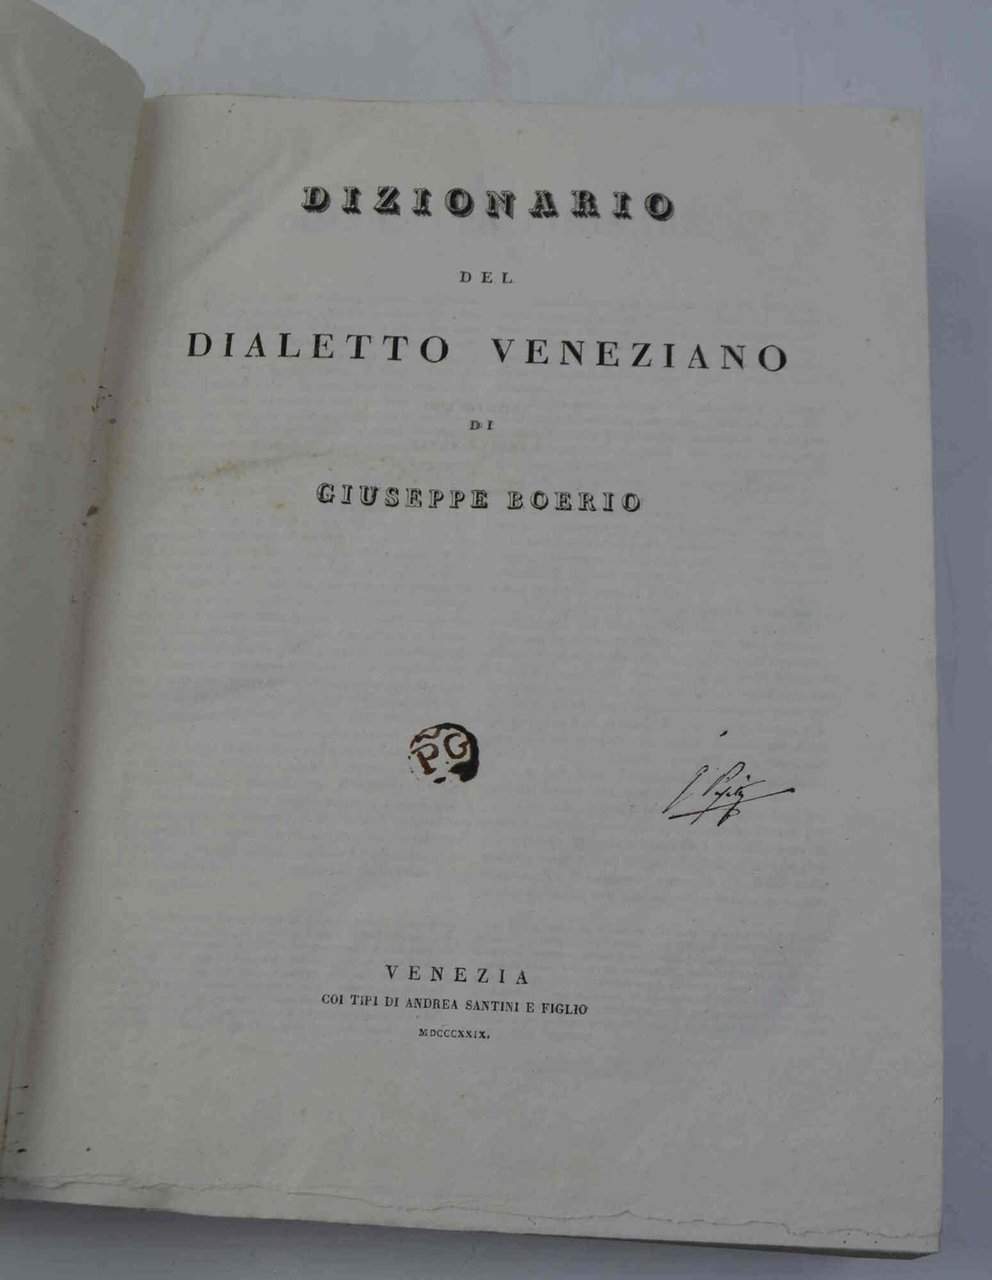 DIZIONARIO
DEL
DIALETTO VENEZIANO
DI
GIUSEPPE BOERIO
PG
VENEZIA
COI TIPI DI ANDREA SANTINI E FIGLIO
MDCCCXXIX.